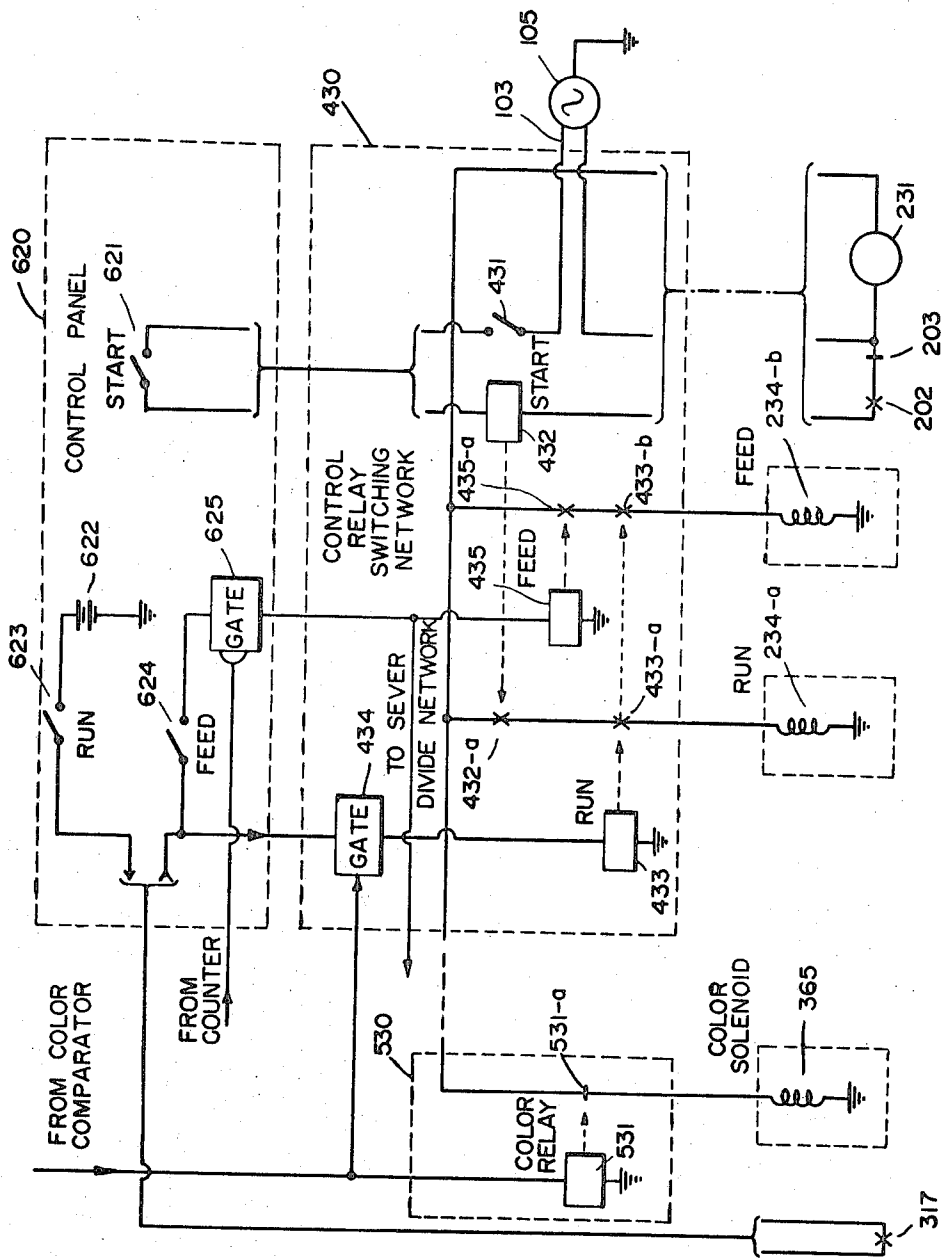 620
CONTROL PANEL
623
RUN
622
START
621
624
FEED
625
GATE
FROM COLOR
COMPARATOR
FROM
COUNTER
430
CONTROL
RELAY
SWITCHING
NETWORK
434
GATE
TO SEVER
DIVIDE NETWORK
435
FEED
435-a
432
START
431
103
105
432-a
433-b
RUN
433
433-a
530
COLOR
RELAY
531
531-a
COLOR
SOLENOID
365
RUN
234-a
FEED
234-b
202
203
231
317